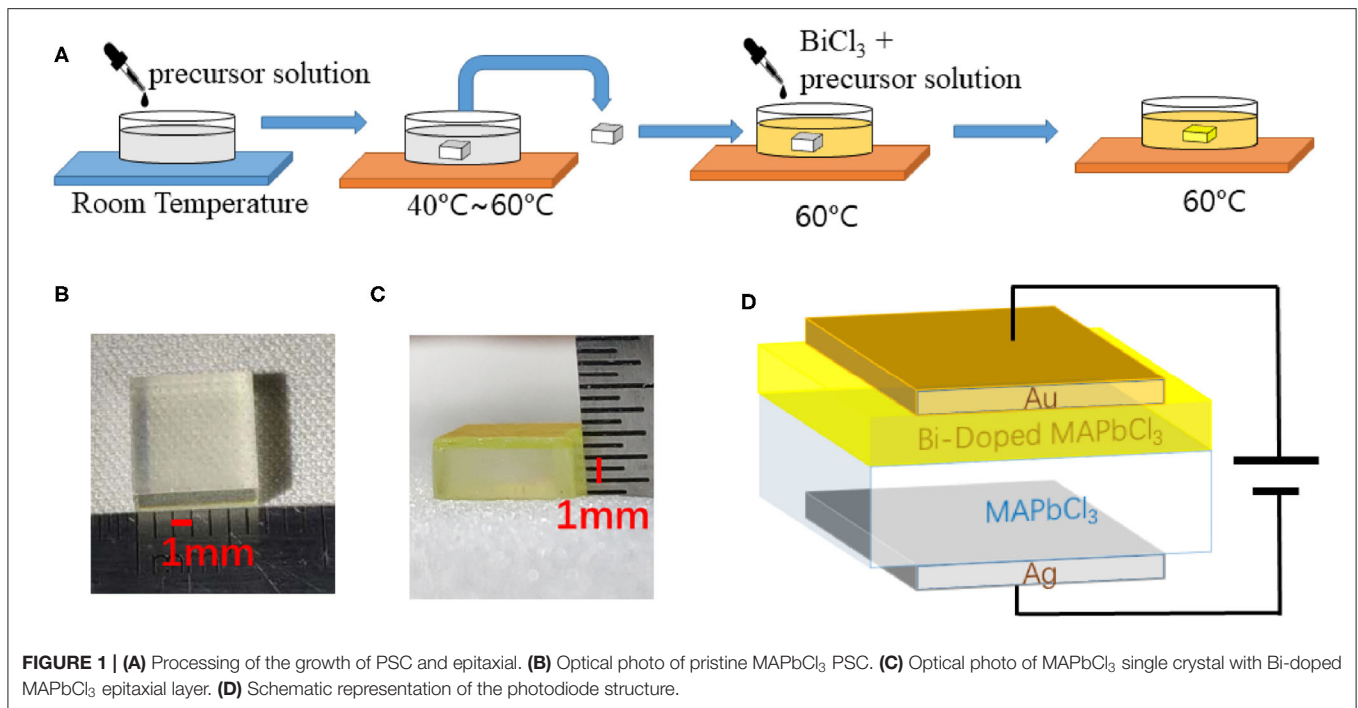 A
precursor solution
BiCl₃ +
precursor solution
Room Temperature
40°C~60°C
60°C
60°C
B
1mm
C
1mm
D
Au
Bi-Doped MAPbCl₃
MAPbCl₃
Ag
FIGURE 1 | (A) Processing of the growth of PSC and epitaxial. (B) Optical photo of pristine MAPbCl₃ PSC. (C) Optical photo of MAPbCl₃ single crystal with Bi-doped
MAPbCl₃ epitaxial layer. (D) Schematic representation of the photodiode structure.